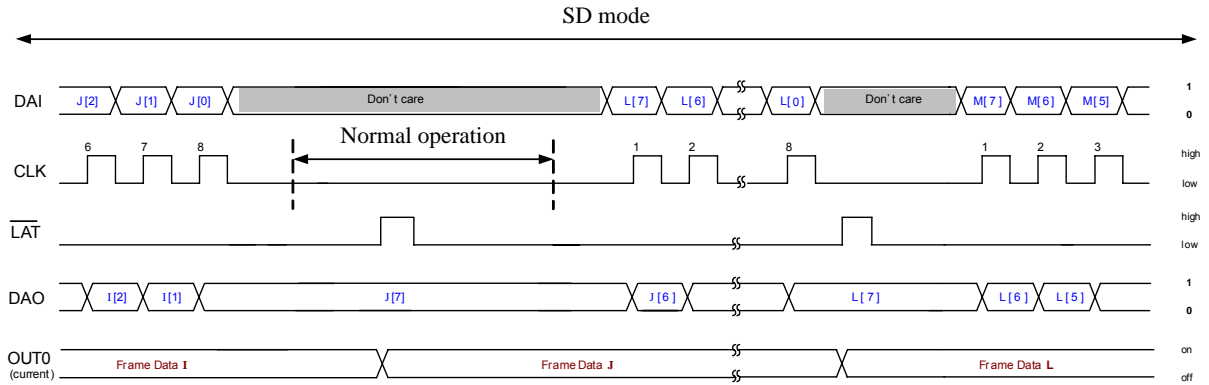 SD mode
DAI J[2] J[1] J[0] Don't care L[7] L[6] L[0] Don't care M[7] M[6] M[5] 1
0
Normal operation
6 7 8 1 2 8 1 2 3
CLK high
low
LAT high
low
DAO I[2] I[1] J[7] J[6] L[7] L[6] L[5] 1
0
OUT0 Frame Data I Frame Data J Frame Data L on
(current) off